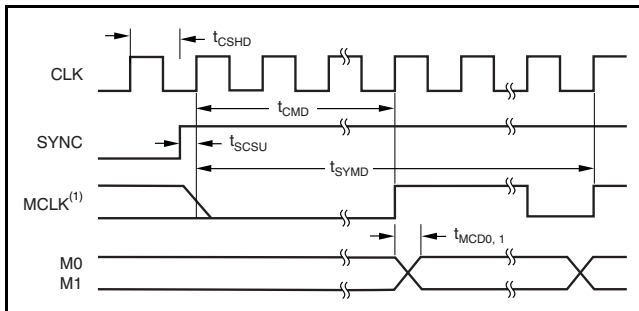 tCSHD
CLK
tCMD
SYNC
tSCSU
tSYMD
MCLK(1)
tMCD0, 1
M0
M1